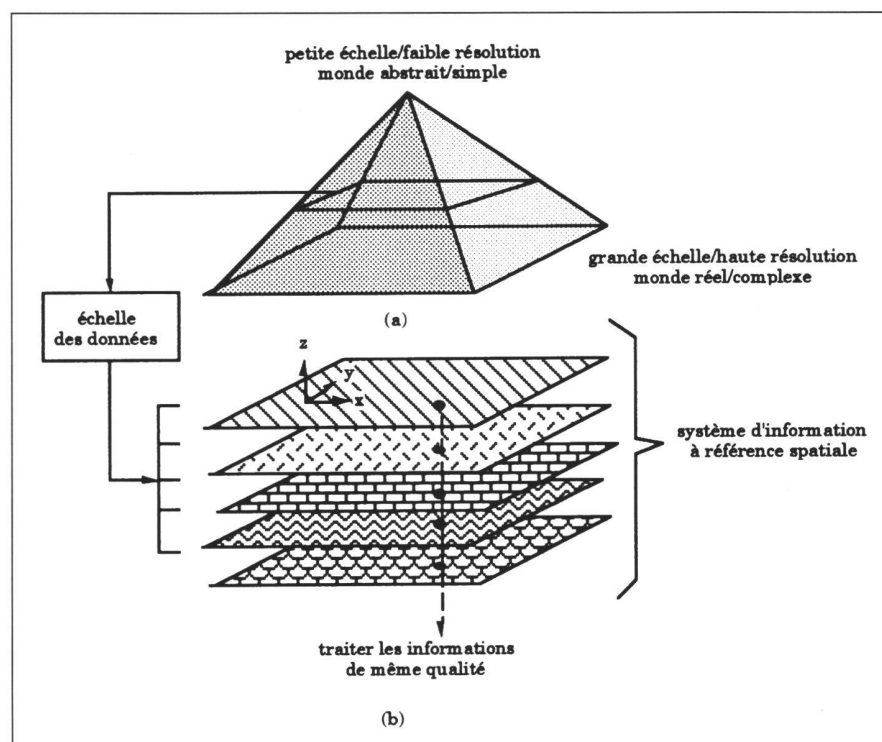 petite échelle/faible résolution
monde abstrait/simple
grande échelle/haute résolution
monde réel/complexe
échelle
des données
(a)
z
y
x
système d'information
à référence spatiale
traiter les informations
de même qualité
(b)